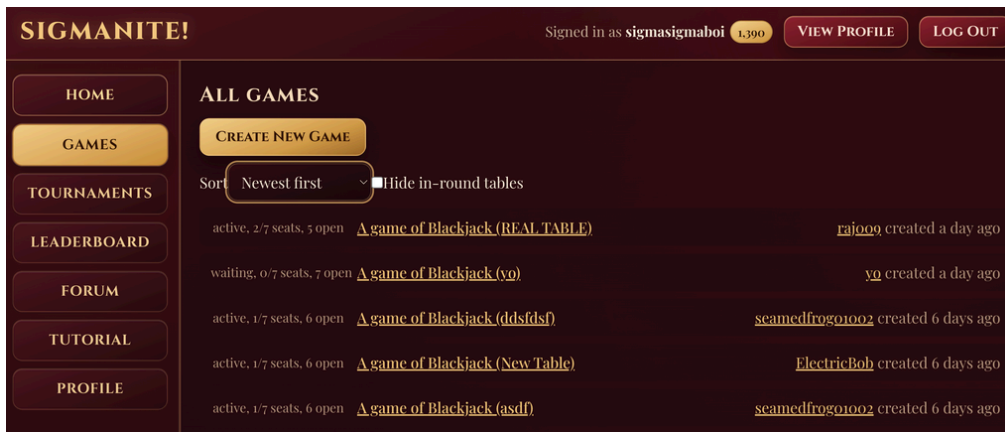 SIGMANITE!
Signed in as sigmasigmaboi 1,390 VIEW PROFILE LOG OUT
HOME
GAMES
TOURNAMENTS
LEADERBOARD
FORUM
TUTORIAL
PROFILE
ALL GAMES
CREATE NEW GAME
Sort Newest first Hide in-round tables
active, 2/7 seats, 5 open A game of Blackjack (REAL TABLE) raj009 created a day ago
waiting, 0/7 seats, 7 open A game of Blackjack (yo) yo created a day ago
active, 1/7 seats, 6 open A game of Blackjack (ddsfdsf) seamedfrog01002 created 6 days ago
active, 1/7 seats, 6 open A game of Blackjack (New Table) ElectricBob created 6 days ago
active, 1/7 seats, 6 open A game of Blackjack (asdf) seamedfrog01002 created 6 days ago